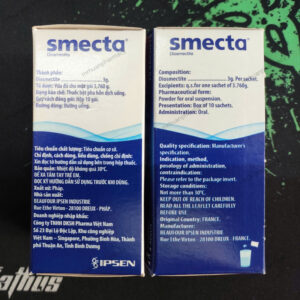 smecta®
Diosmectite
Thành phần:
Diosmectite 3g.
Tá dược: Vừa đủ cho một gói 3,760 g.
Dạng bào chế: Thuốc bột pha hỗn dịch uống.
Quy cách đóng gói: Hộp 10 gói.
Đường dùng: Đường uống.
Tiêu chuẩn chất lượng: Tiêu chuẩn cơ sở.
Chỉ định, cách dùng, liều dùng, chống chỉ định:
Xin đọc tờ hướng dẫn sử dụng bên trong hộp thuốc.
Bảo quản: Nhiệt độ không quá 30°C.
ĐỂ XA TẦM TAY TRẺ EM.
ĐỌC KỸ HƯỚNG DẪN SỬ DỤNG TRƯỚC KHI DÙNG.
Xuất xứ: Pháp.
Nhà sản xuất:
BEAUFOUR IPSEN INDUSTRIE
Rue Ethe Virton - 28100 DREUX - PHÁP.
Doanh nghiệp nhập khẩu:
Công ty TNHH DKSH Pharma Việt Nam
Số 23 Đại Lộ Độc Lập, Khu công nghiệp
Việt Nam – Singapore, Phường Bình Hòa, Thành
phố Thuận An, Tỉnh Bình Dương
IPSEN
smecta®
Diosmectite
Composition:
Diosmectite 3g. Per sachet.
Excipients: q.s for one sachet of 3.760g.
Pharmaceutical form:
Powder for oral suspension.
Presentation: Box of 10 sachets.
Administration: Oral.
Quality specification: Manufacturer's
specification.
Indication, method,
posology of administration,
contraindication:
Please refer to the package insert.
Storage conditions:
Not more than 30°C.
KEEP OUT OF REACH OF CHILDREN.
READ ALL THE LEAFLET CAREFULLY
BEFORE USE.
Original Country: FRANCE.
Manufacturer:
BEAUFOUR IPSEN INDUSTRIE
Rue Ethe Virton - 28100 DREUX - FRANCE.